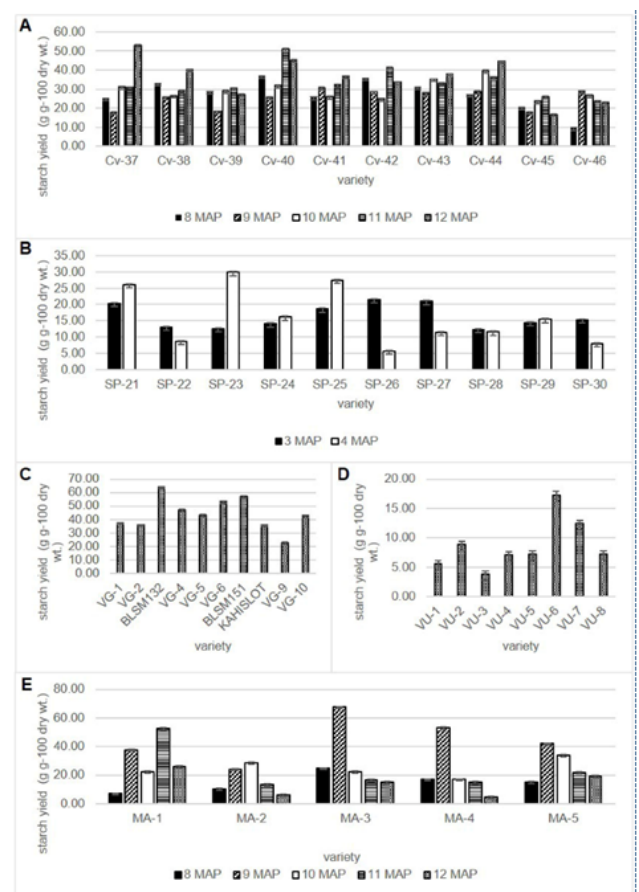 A
starch yield (g g-100 dry wt.)
60.00
50.00
40.00
30.00
20.00
10.00
0.00
Cv-37 Cv-38 Cv-39 Cv-40 Cv-41 Cv-42 Cv-43 Cv-44 Cv-45 Cv-46
variety
8 MAP 9 MAP 10 MAP 11 MAP 12 MAP
B
starch yield (g g-100 dry wt.)
35.00
30.00
25.00
20.00
15.00
10.00
5.00
0.00
SP-21 SP-22 SP-23 SP-24 SP-25 SP-26 SP-27 SP-28 SP-29 SP-30
variety
3 MAP 4 MAP
C
starch yield (g g-100 dry
wt.)
70.00
60.00
50.00
40.00
30.00
20.00
10.00
0.00
VG-1 VG-2 BLSM132 VG-4 VG-5 VG-6 BLSM151 KAHISLOT VG-9 VG-10
variety
D
starch yield (g g-100 dry
wt.)
20.00
15.00
10.00
5.00
0.00
VU-1 VU-2 VU-3 VU-4 VU-5 VU-6 VU-7 VU-8
variety
E
starch yield (g g-100 dry wt.)
80.00
60.00
40.00
20.00
0.00
MA-1 MA-2 MA-3 MA-4 MA-5
variety
8 MAP 9 MAP 10 MAP 11 MAP 12 MAP